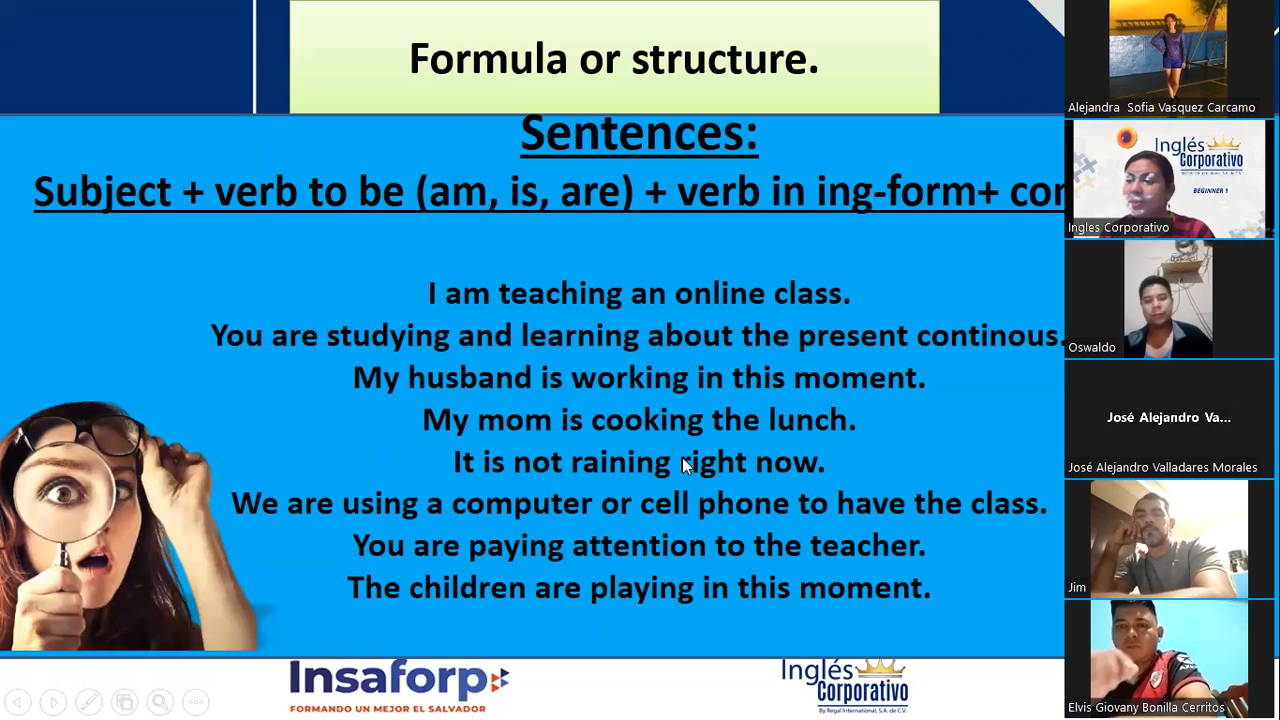 Formula or structure.
Sentences:
Subject + verb to be (am, is, are) + verb in ing-form+
I am teaching an online class.
You are studying and learning about the present continous.
My husband is working in this moment.
My mom is cooking the lunch.
It is not raining right now.
We are using a computer or cell phone to have the class.
You are paying attention to the teacher.
The children are playing in this moment.
Insaforp
FORMANDO UN MEJOR EL SALVADOR
Inglés
Corporativo
By Regal International, S.A. de C.V.
Alejandra Sofia Vasquez Carcamo
Inglés
Corporativo
BEGINNER 1
Ingles Corporativo
Oswaldo
José Alejandro Va...
José Alejandro Valladares Morales
Jim
Elvis Giovany Bonilla Cerritos